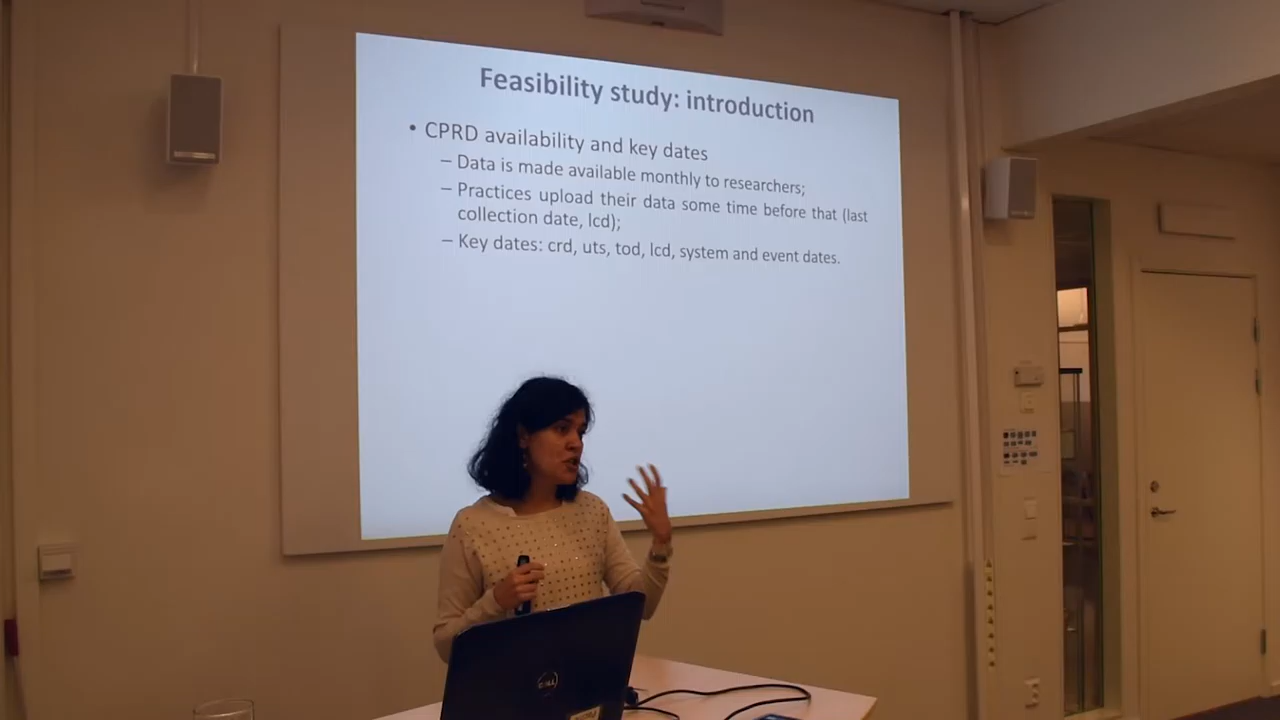 Feasibility study: introduction
• CPRD availability and key dates
– Data is made available monthly to researchers;
– Practices upload their data some time before that (last
collection date, lcd);
– Key dates: crd, uts, tod, lcd, system and event dates.
DELL